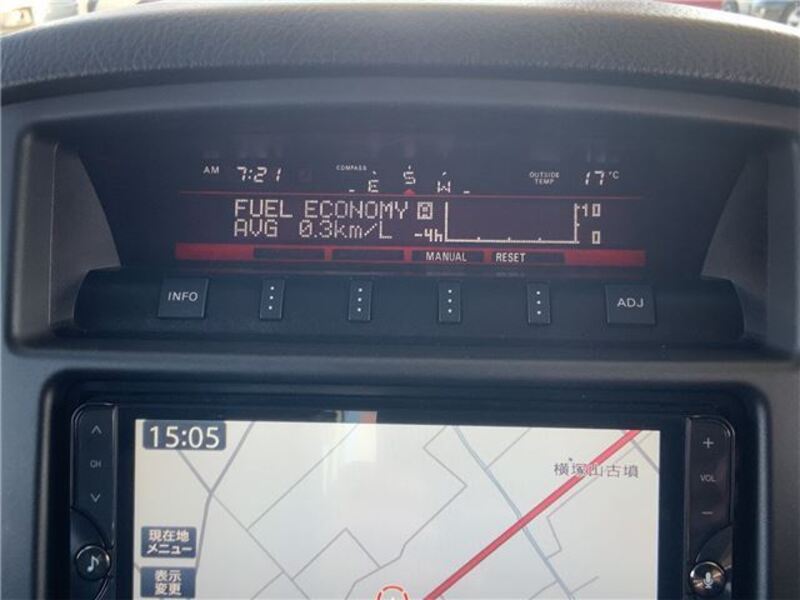 AM 7:21 COMPASS E S W OUTSIDE TEMP 17°C
FUEL ECONOMY A 10
AVG 0.3km/L -4h 0
MANUAL RESET
INFO ADJ
15:05
CH
VOL
横塚山古墳
現在地
メニュー
表示
変更